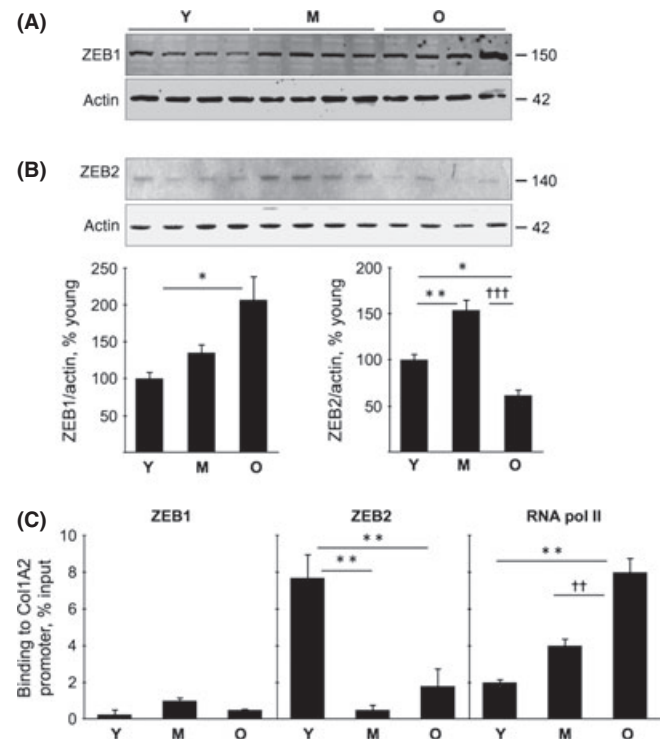 (A)
Y M O
ZEB1 150
Actin 42
(B)
ZEB2 140
Actin 42
ZEB1/actin, % young
250
200
150
100
50
*
Y M O
ZEB2/actin, % young
200
150
100
50
*
** †††
Y M O
(C)
ZEB1 ZEB2 RNA pol II
Binding to Col1A2
promoter, % input
10
8
6
4
2
0
**
**
**
††
Y M O Y M O Y M O